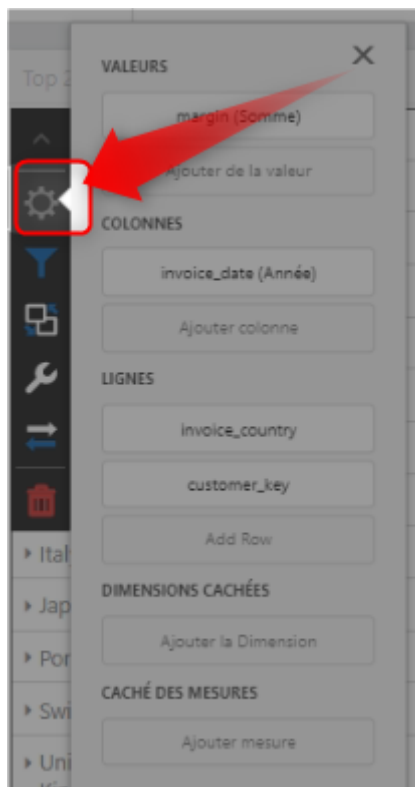 VALEURS
Top 2
margin (Somme)
Ajouter de la valeur
COLONNES
invoice_date (Année)
Ajouter colonne
LIGNES
invoice_country
customer_key
Add Row
Ital
DIMENSIONS CACHÉES
Jap
Ajouter la Dimension
Por
CACHÉ DES MESURES
Swi
Ajouter mesure
Uni